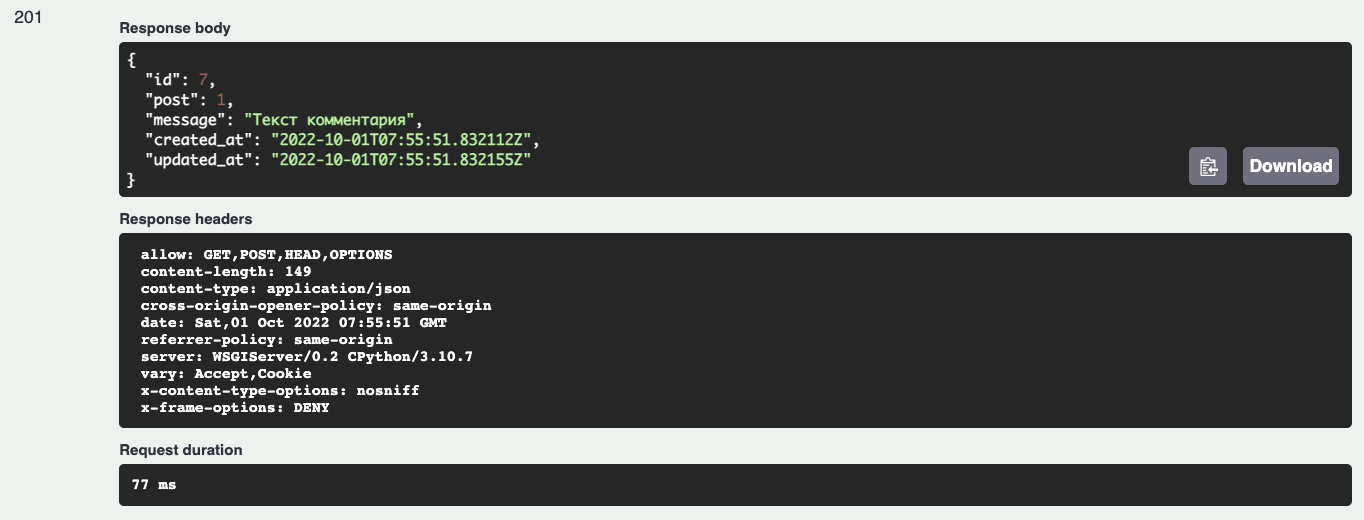 201
Response body
{
"id": 7,
"post": 1,
"message": "Текст комментария",
"created_at": "2022-10-01T07:55:51.832112Z",
"updated_at": "2022-10-01T07:55:51.832155Z"
}
Download
Response headers
allow: GET,POST,HEAD,OPTIONS
content-length: 149
content-type: application/json
cross-origin-opener-policy: same-origin
date: Sat,01 Oct 2022 07:55:51 GMT
referrer-policy: same-origin
server: WSGIServer/0.2 CPython/3.10.7
vary: Accept,Cookie
x-content-type-options: nosniff
x-frame-options: DENY
Request duration
77 ms